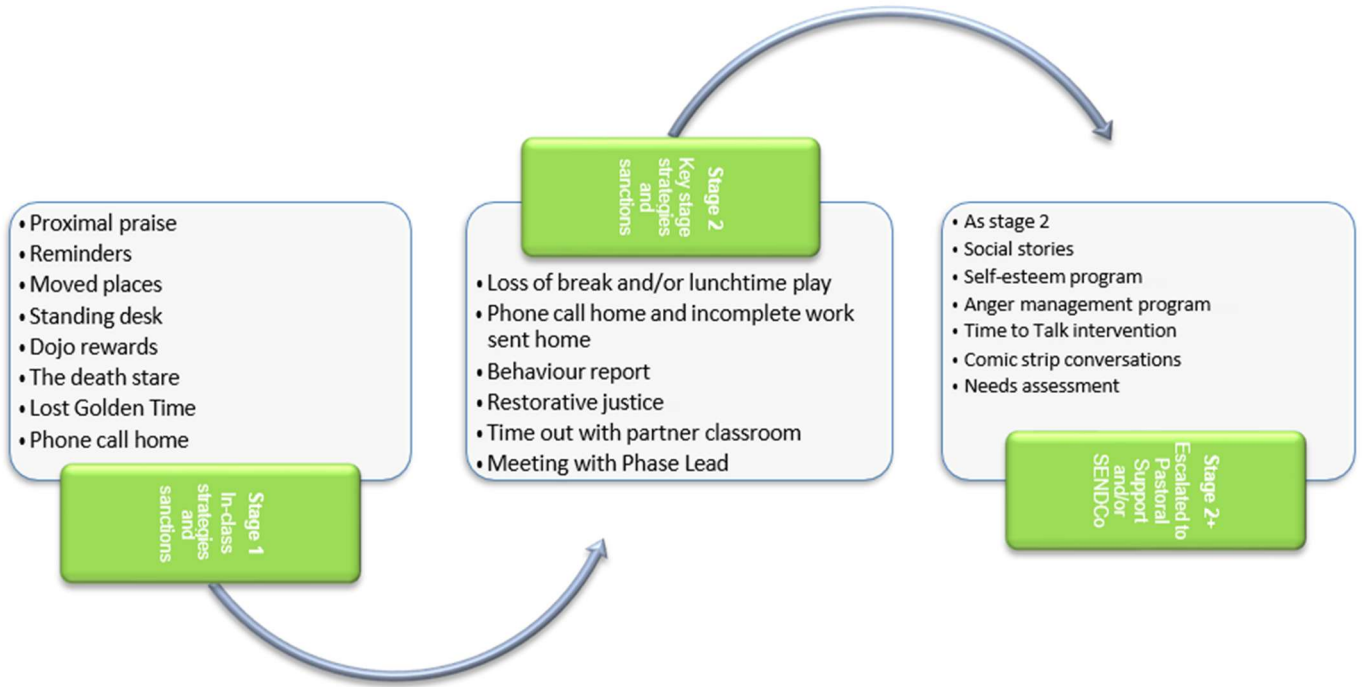 • Proximal praise
• Reminders
• Moved places
• Standing desk
• Dojo rewards
• The death stare
• Lost Golden Time
• Phone call home
Stage 1
In-class
strategies
and
sanctions
Stage 2
Key stage
strategies
and
sanctions
• Loss of break and/or lunchtime play
• Phone call home and incomplete work
sent home
• Behaviour report
• Restorative justice
• Time out with partner classroom
• Meeting with Phase Lead
• As stage 2
• Social stories
• Self-esteem program
• Anger management program
• Time to Talk intervention
• Comic strip conversations
• Needs assessment
Stage 2+
Escalated to
Pastoral
Support
and/or
SENDCo